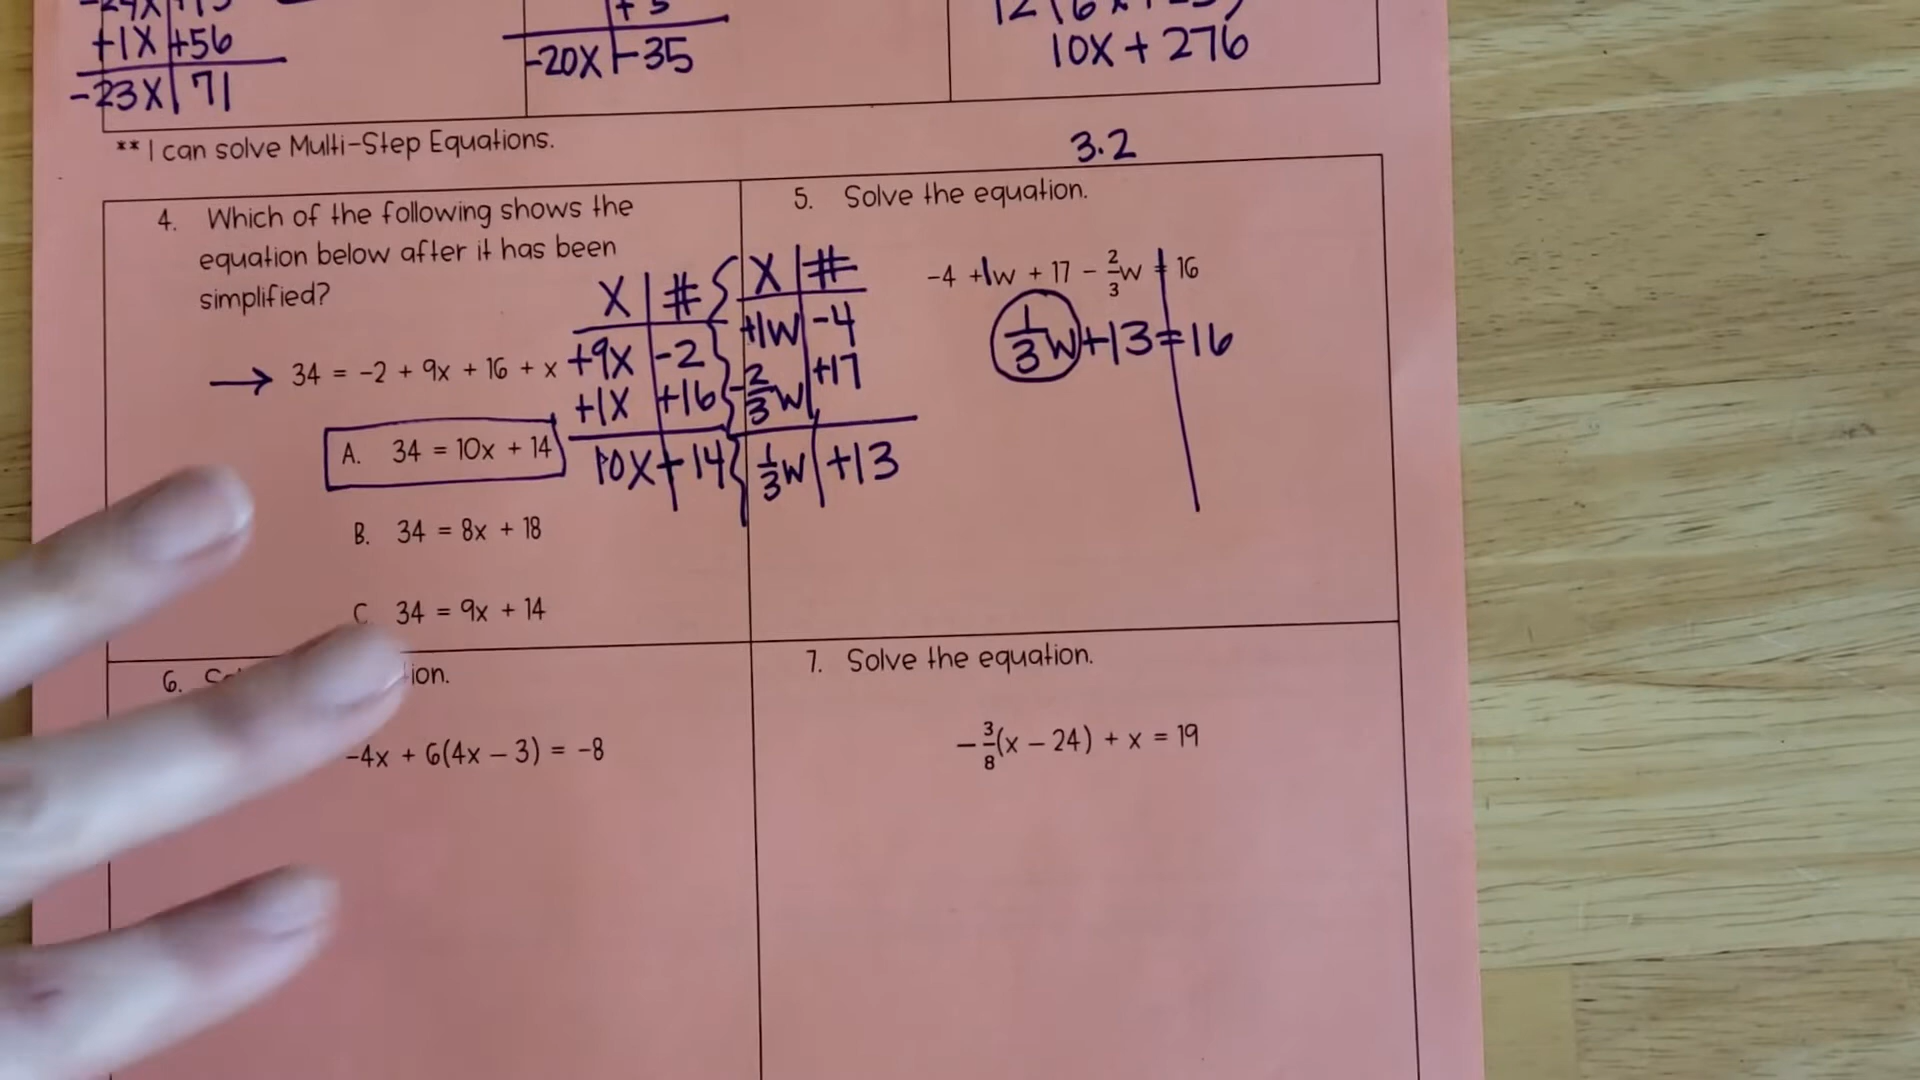 +1X +56
-23X 71
+5
-20X -35
10X + 276
** I can solve Multi-Step Equations.
3.2
4. Which of the following shows the
equation below after it has been
simplified?
X #
→ 34 = -2 + 9x + 16 + x
+9X -2
+1X +16
10X + 14
A. 34 = 10x + 14
B. 34 = 8x + 18
C. 34 = 9x + 14
5. Solve the equation.
X #
+1W -4
-2/3W +17
1/3W +13
-4 +1w + 17 - 2/3w = 16
1/3W +13 = 16
6. ion.
-4x + 6(4x - 3) = -8
7. Solve the equation.
-3/8(x - 24) + x = 19